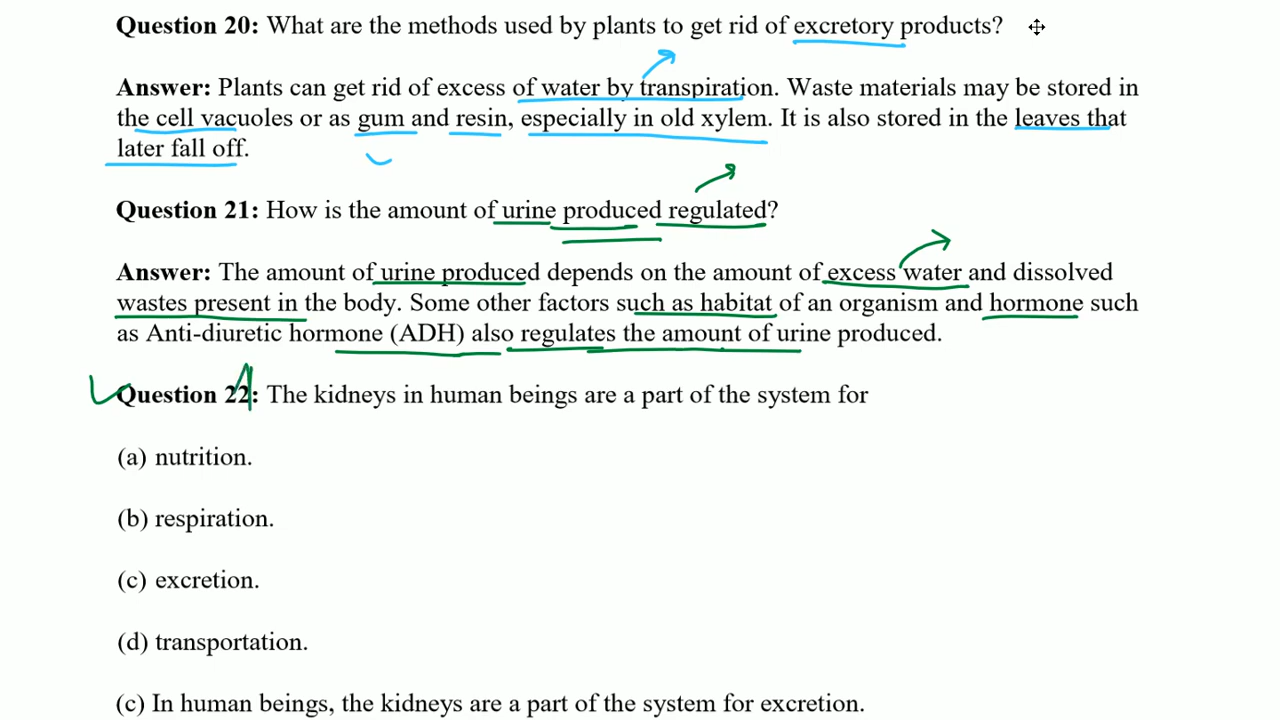 Question 20: What are the methods used by plants to get rid of excretory products?
Answer: Plants can get rid of excess of water by transpiration. Waste materials may be stored in
the cell vacuoles or as gum and resin, especially in old xylem. It is also stored in the leaves that
later fall off.
Question 21: How is the amount of urine produced regulated?
Answer: The amount of urine produced depends on the amount of excess water and dissolved
wastes present in the body. Some other factors such as habitat of an organism and hormone such
as Anti-diuretic hormone (ADH) also regulates the amount of urine produced.
Question 22: The kidneys in human beings are a part of the system for
(a) nutrition.
(b) respiration.
(c) excretion.
(d) transportation.
(c) In human beings, the kidneys are a part of the system for excretion.